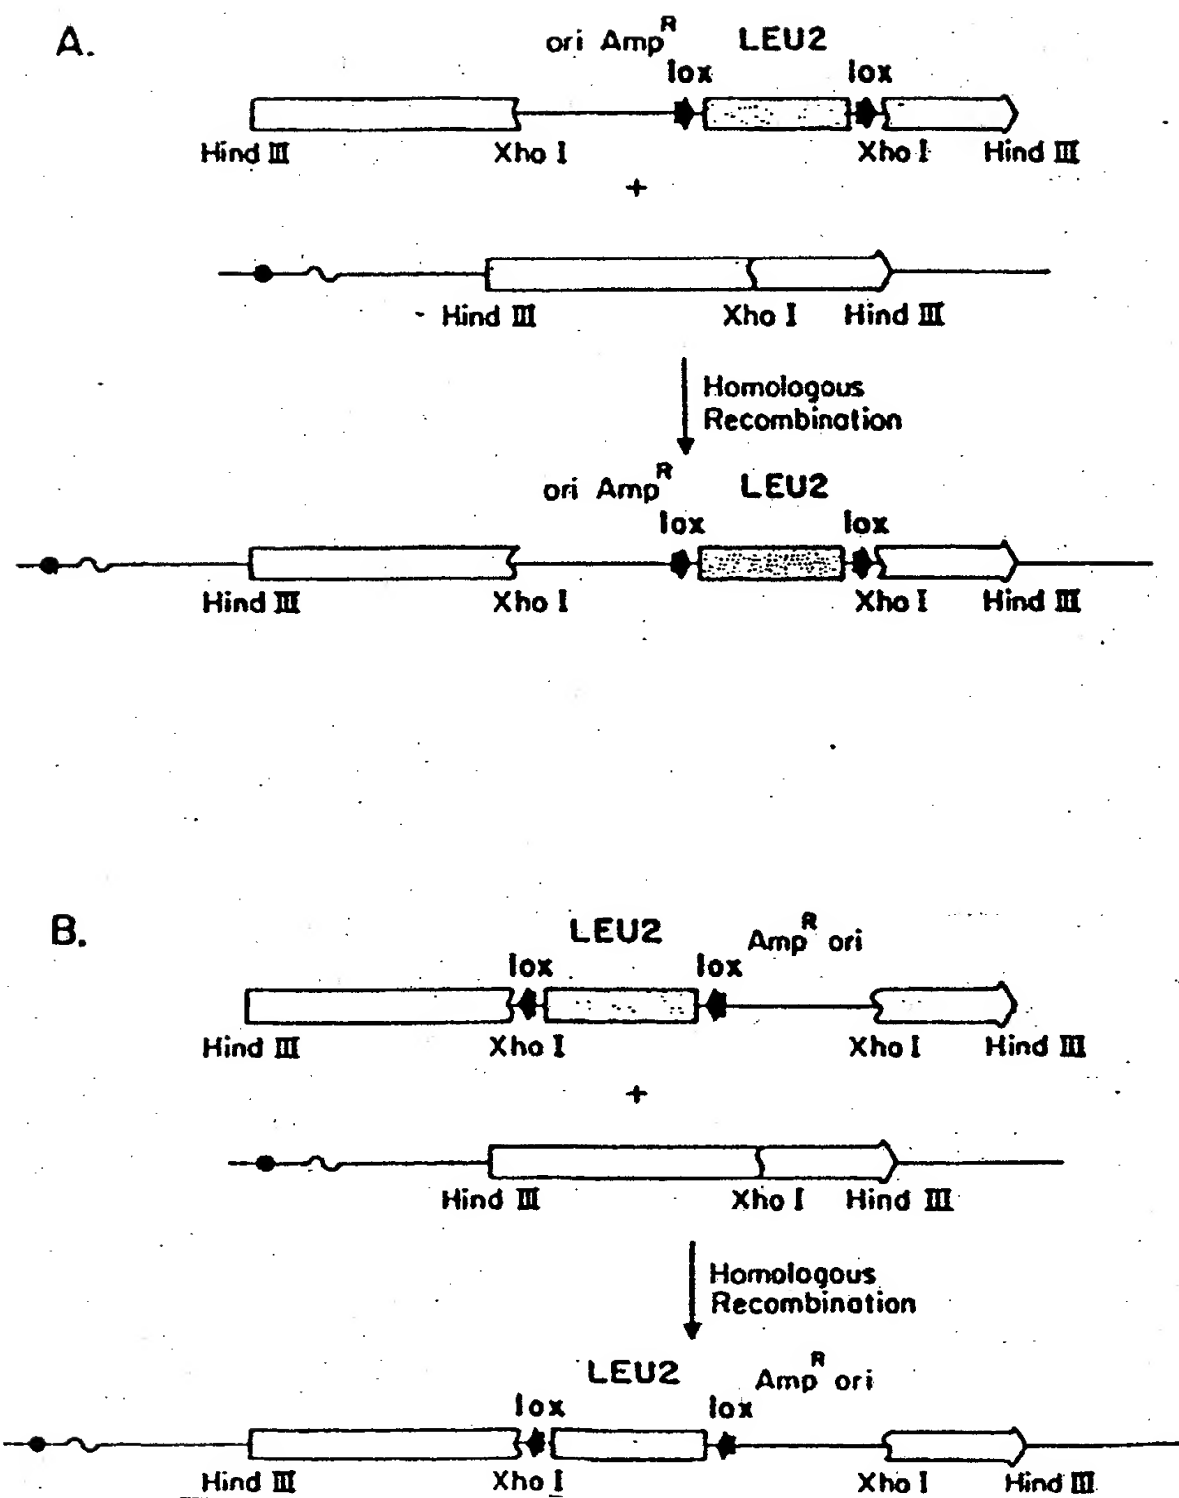 A.
ori Amp^R LEU2
lox lox
Hind III Xho I Xho I Hind III
+
Hind III Xho I Hind III
Homologous
Recombination
ori Amp^R LEU2
lox lox
Hind III Xho I Xho I Hind III
B.
LEU2 Amp^R ori
lox lox
Hind III Xho I Xho I Hind III
+
Hind III Xho I Hind III
Homologous
Recombination
LEU2 Amp^R ori
lox lox
Hind III Xho I Xho I Hind III